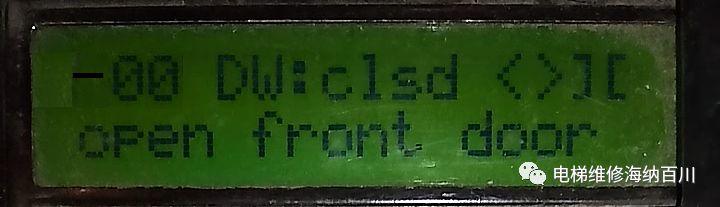 -00 DW:clsd <>][
open front door
电梯维修海纳百川